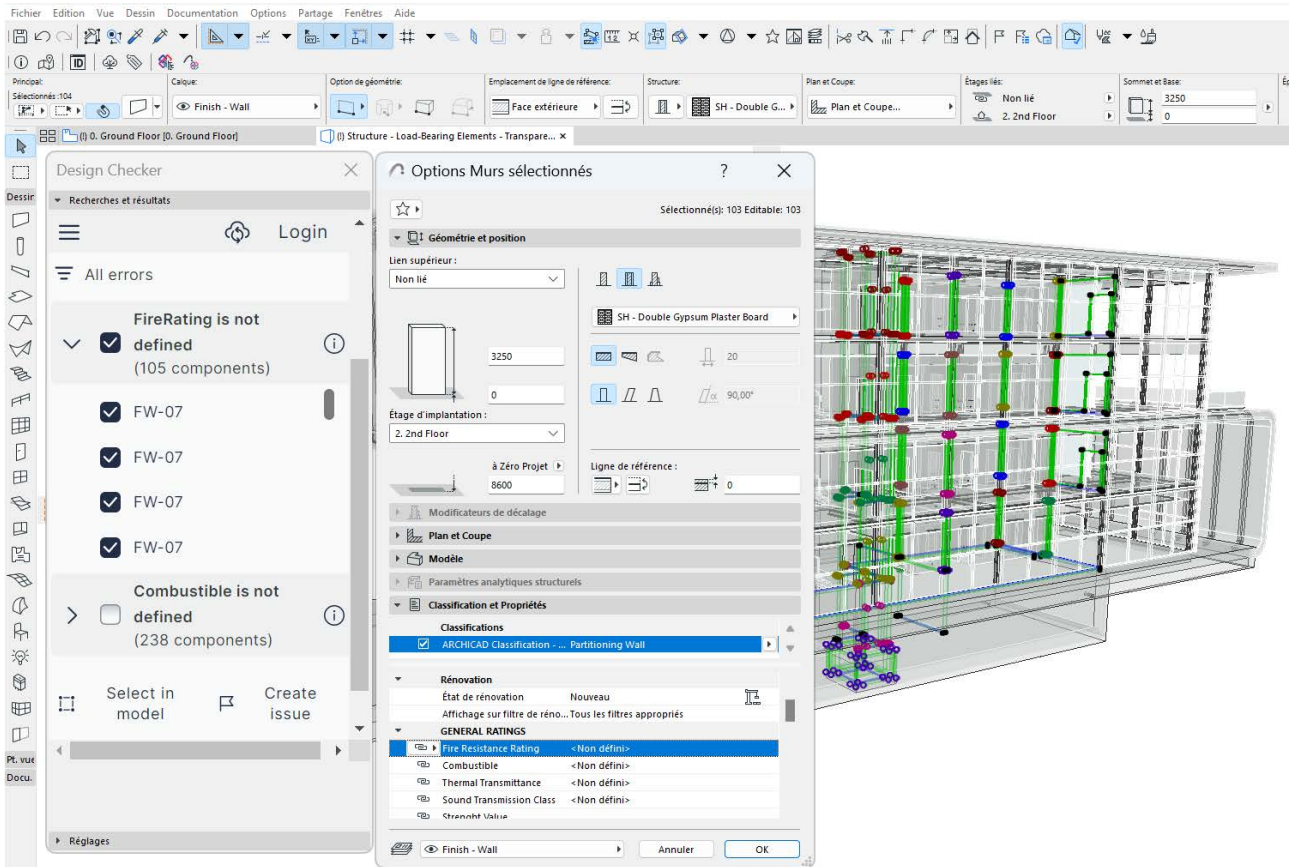 Fichier Edition Vue Dessin Documentation Options Partage Fenêtres Aide
ID
Principal:
Calque:
Option de géométrie:
Emplacement de ligne de référence:
Structure:
Plan et Coupe:
Étages liés:
Sommet et Base:
Sélectionnés :104
Finish - Wall
Face extérieure
SH - Double G...
Plan et Coupe...
Non lié
2. 2nd Floor
3250
0
(!) 0. Ground Floor [0. Ground Floor]
(!) Structure - Load-Bearing Elements - Transpare...
Dessin
Pt. vue
Docu.
Design Checker
Recherches et résultats
Login
All errors
FireRating is not
defined
(105 components)
FW-07
FW-07
FW-07
FW-07
Combustible is not
defined
(238 components)
Select in
model
Create
issue
Réglages
Options Murs sélectionnés
?
Sélectionné(s): 103 Editable: 103
Géométrie et position
Lien supérieur :
Non lié
SH - Double Gypsum Plaster Board
3250
20
0
90,00°
Étage d'implantation :
2. 2nd Floor
à Zéro Projet
Ligne de référence :
8600
0
Modificateurs de décalage
Plan et Coupe
Modèle
Paramètres analytiques structurels
Classification et Propriétés
Classifications
ARCHICAD Classification - ... Partitioning Wall
Rénovation
État de rénovation Nouveau
Affichage sur filtre de réno... Tous les filtres appropriés
GENERAL RATINGS
Fire Resistance Rating <Non défini>
Combustible <Non défini>
Thermal Transmittance <Non défini>
Sound Transmission Class <Non défini>
Strenght Value
Finish - Wall
Annuler
OK